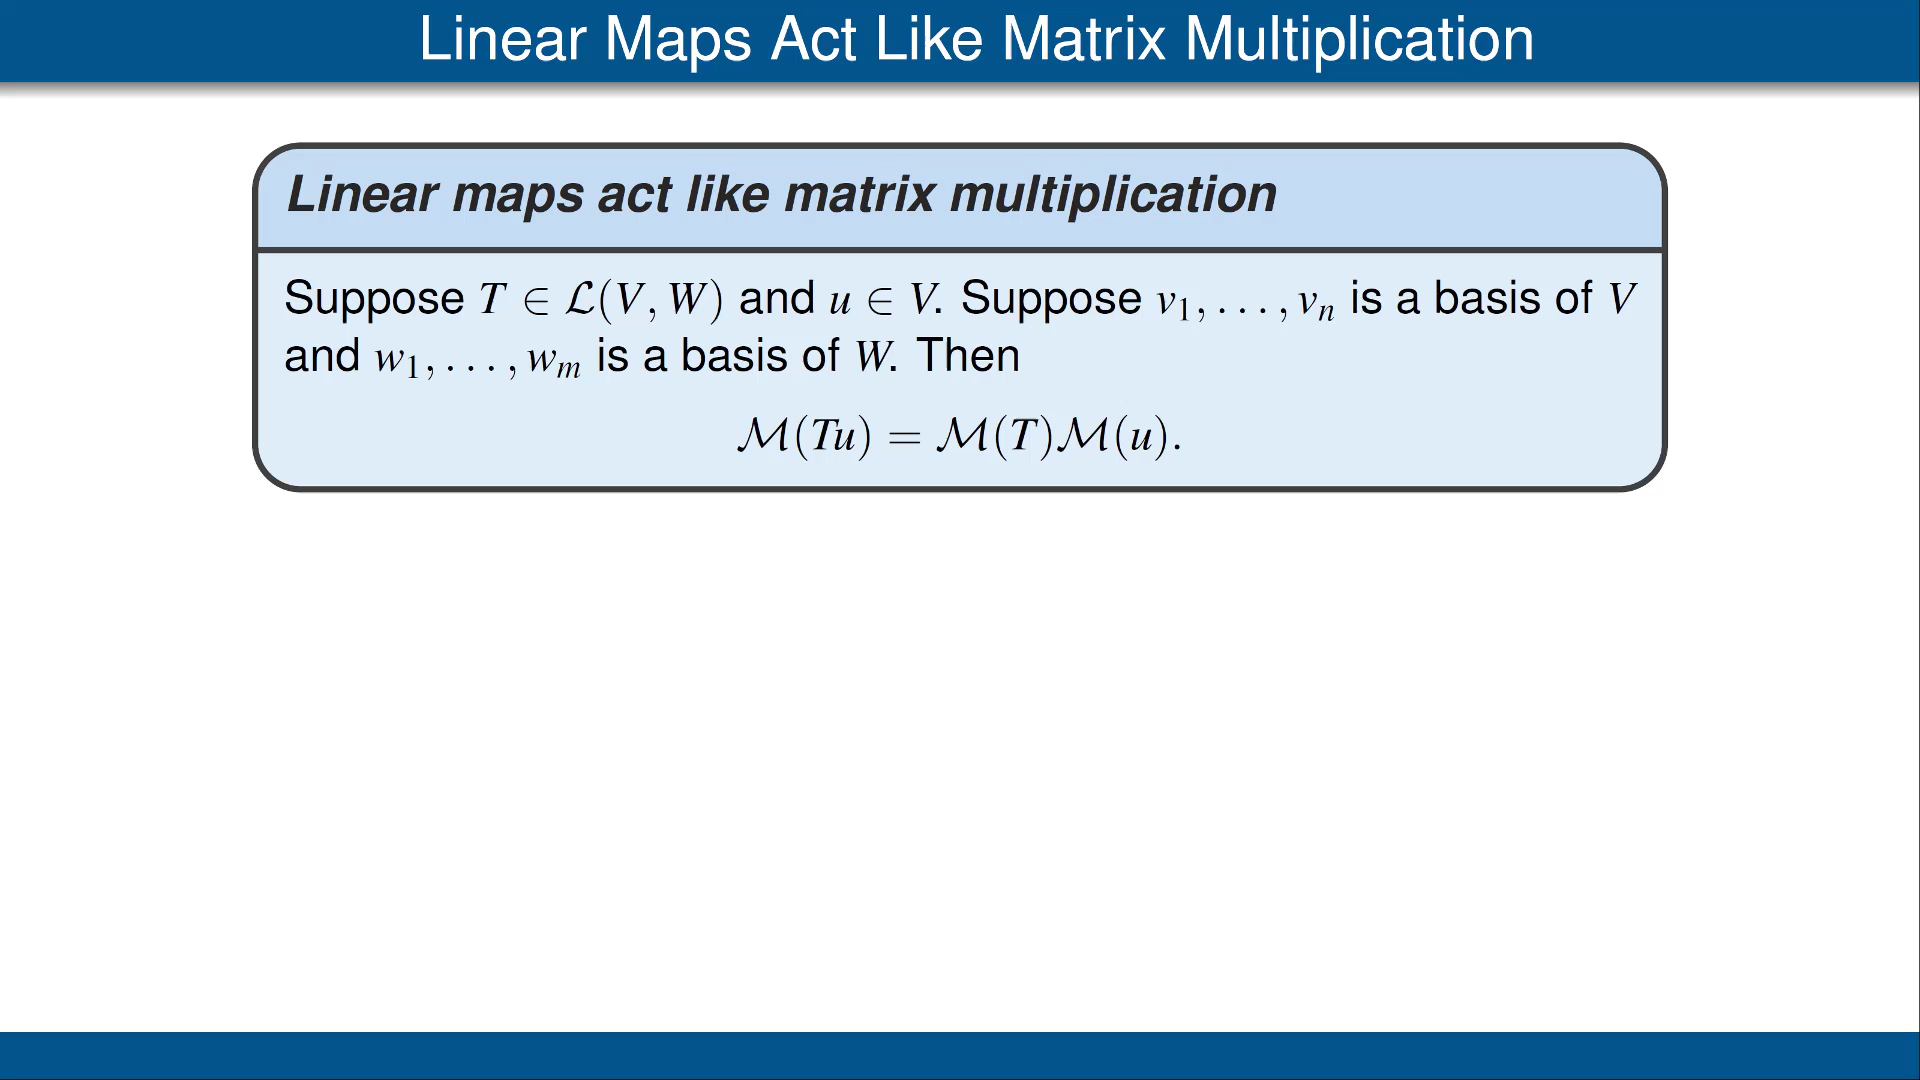 Linear Maps Act Like Matrix Multiplication
Linear maps act like matrix multiplication
Suppose T ∈ ℒ(V, W) and u ∈ V. Suppose v₁, . . . , vₙ is a basis of V
and w₁, . . . , wₘ is a basis of W. Then
ℳ(Tu) = ℳ(T)ℳ(u).